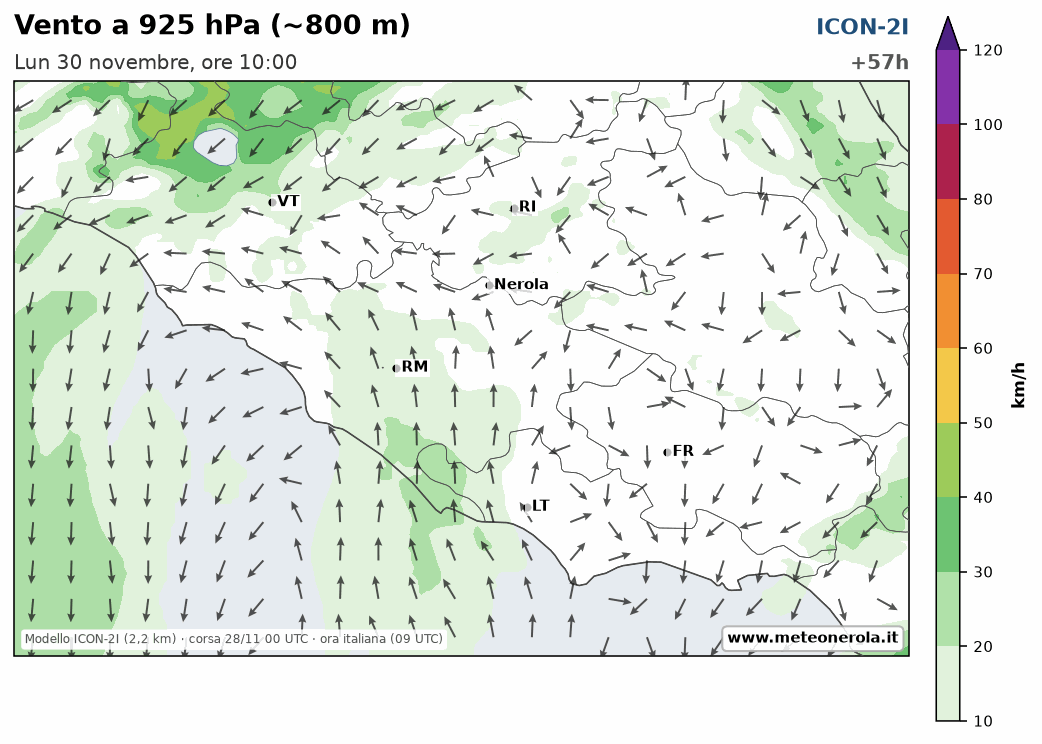 Vento a 925 hPa (~800 m)
ICON-2I
Lun 30 novembre, ore 10:00
+57h
VT
RI
Nerola
RM
FR
LT
Modello ICON-2I (2,2 km) · corsa 28/11 00 UTC · ora italiana (09 UTC)
www.meteonerola.it
120
100
80
70
60
50
40
30
20
10
km/h